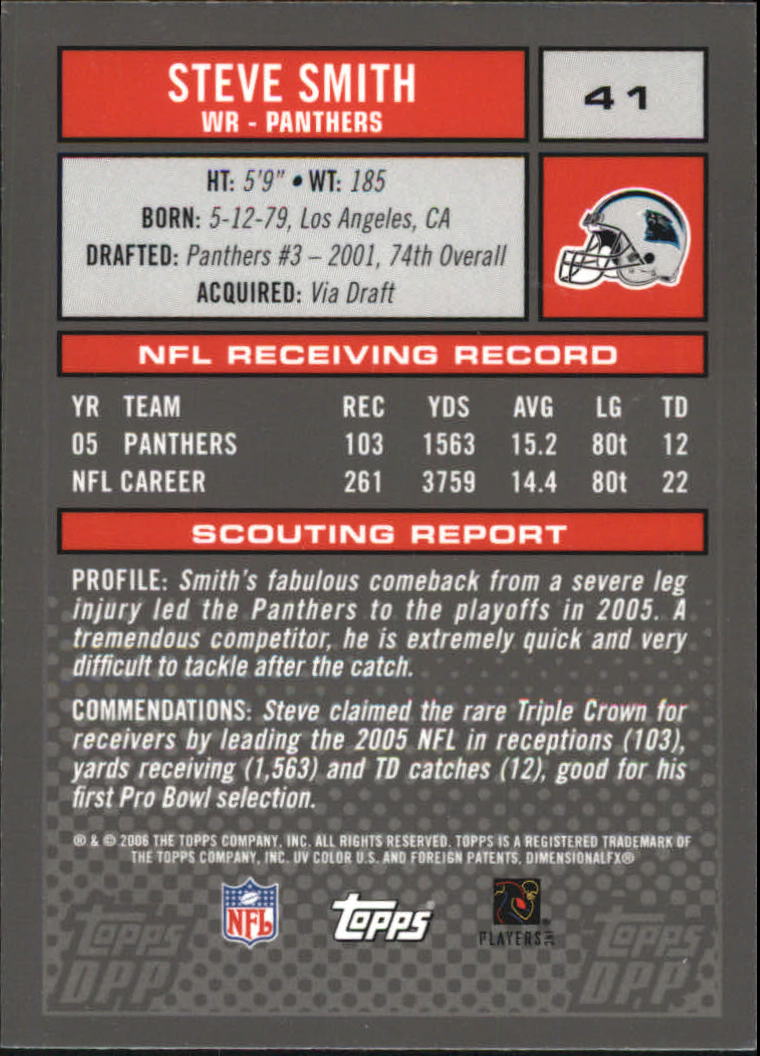 STEVE SMITH
WR - PANTHERS
41
HT: 5'9" • WT: 185
BORN: 5-12-79, Los Angeles, CA
DRAFTED: Panthers #3 – 2001, 74th Overall
ACQUIRED: Via Draft
NFL RECEIVING RECORD
YR TEAM REC YDS AVG LG TD
05 PANTHERS 103 1563 15.2 80t 12
NFL CAREER 261 3759 14.4 80t 22
SCOUTING REPORT
PROFILE: Smith's fabulous comeback from a severe leg
injury led the Panthers to the playoffs in 2005. A
tremendous competitor, he is extremely quick and very
difficult to tackle after the catch.
COMMENDATIONS: Steve claimed the rare Triple Crown for
receivers by leading the 2005 NFL in receptions (103),
yards receiving (1,563) and TD catches (12), good for his
first Pro Bowl selection.
® & © 2006 THE TOPPS COMPANY, INC. ALL RIGHTS RESERVED. TOPPS IS A REGISTERED TRADEMARK OF
THE TOPPS COMPANY, INC. UV COLOR U.S. AND FOREIGN PATENTS, DIMENSIONALFX®
NFL
Topps
PLAYERS INC
Topps
DPP
Topps
DPP